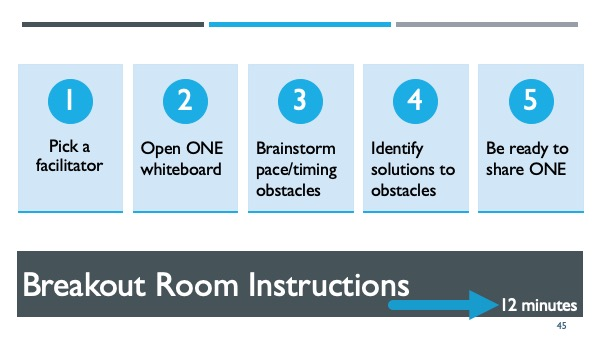 1
Pick a
facilitator
2
Open ONE
whiteboard
3
Brainstorm
pace/timing
obstacles
4
Identify
solutions to
obstacles
5
Be ready to
share ONE
Breakout Room Instructions
12 minutes
45